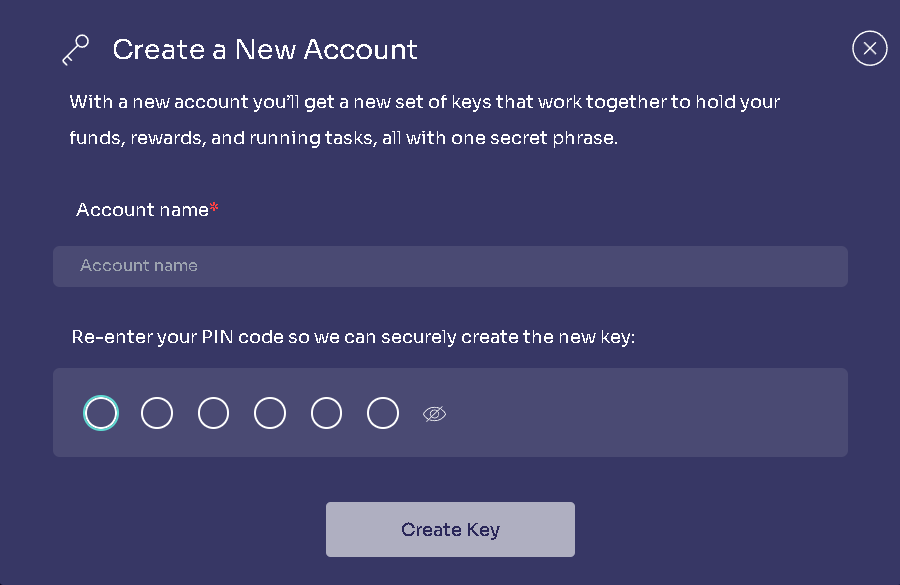 Create a New Account
With a new account you’ll get a new set of keys that work together to hold your
funds, rewards, and running tasks, all with one secret phrase.
Account name*
Account name
Re-enter your PIN code so we can securely create the new key:
Create Key